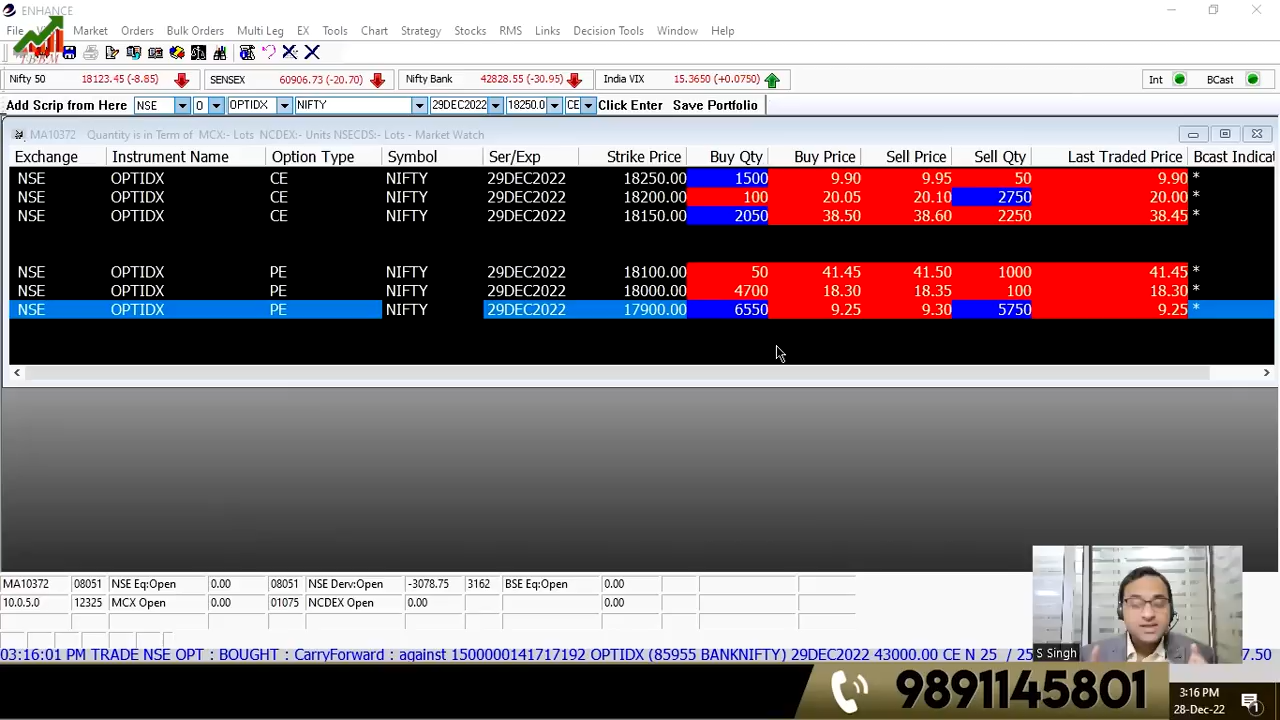 ENHANCE
File Market Orders Bulk Orders Multi Leg EX Tools Chart Strategy Stocks RMS Links Decision Tools Window Help
Nifty 50 18123.45 (-8.85) SENSEX 60906.73 (-20.70) Nifty Bank 42828.55 (-30.95) India VIX 15.3650 (+0.0750) Int BCast
Add Scrip from Here NSE 0 OPTIDX NIFTY 29DEC2022 18250.0 CE Click Enter Save Portfolio
MA10372 Quantity is in Term of MCX:- Lots NCDEX:- Units NSECDS:- Lots - Market Watch
Exchange Instrument Name Option Type Symbol Ser/Exp Strike Price Buy Qty Buy Price Sell Price Sell Qty Last Traded Price Bcast Indicat
NSE OPTIDX CE NIFTY 29DEC2022 18250.00 1500 9.90 9.95 50 9.90 *
NSE OPTIDX CE NIFTY 29DEC2022 18200.00 100 20.05 20.10 2750 20.00 *
NSE OPTIDX CE NIFTY 29DEC2022 18150.00 2050 38.50 38.60 2250 38.45 *
NSE OPTIDX PE NIFTY 29DEC2022 18100.00 50 41.45 41.50 1000 41.45 *
NSE OPTIDX PE NIFTY 29DEC2022 18000.00 4700 18.30 18.35 100 18.30 *
NSE OPTIDX PE NIFTY 29DEC2022 17900.00 6550 9.25 9.30 5750 9.25 *
MA10372 08051 NSE Eq:Open 0.00 08051 NSE Derv:Open -3078.75 3162 BSE Eq:Open 0.00
10.0.5.0 12325 MCX Open 0.00 01075 NCDEX Open 0.00 0.00
03:16:01 PM TRADE NSE OPT : BOUGHT : CarryForward : against 1500000141717192 OPTIDX (85955 BANKNIFTY) 29DEC2022 43000.00 CE N 25 / 25 7.50
S Singh
9891145801
3:16 PM
28-Dec-22